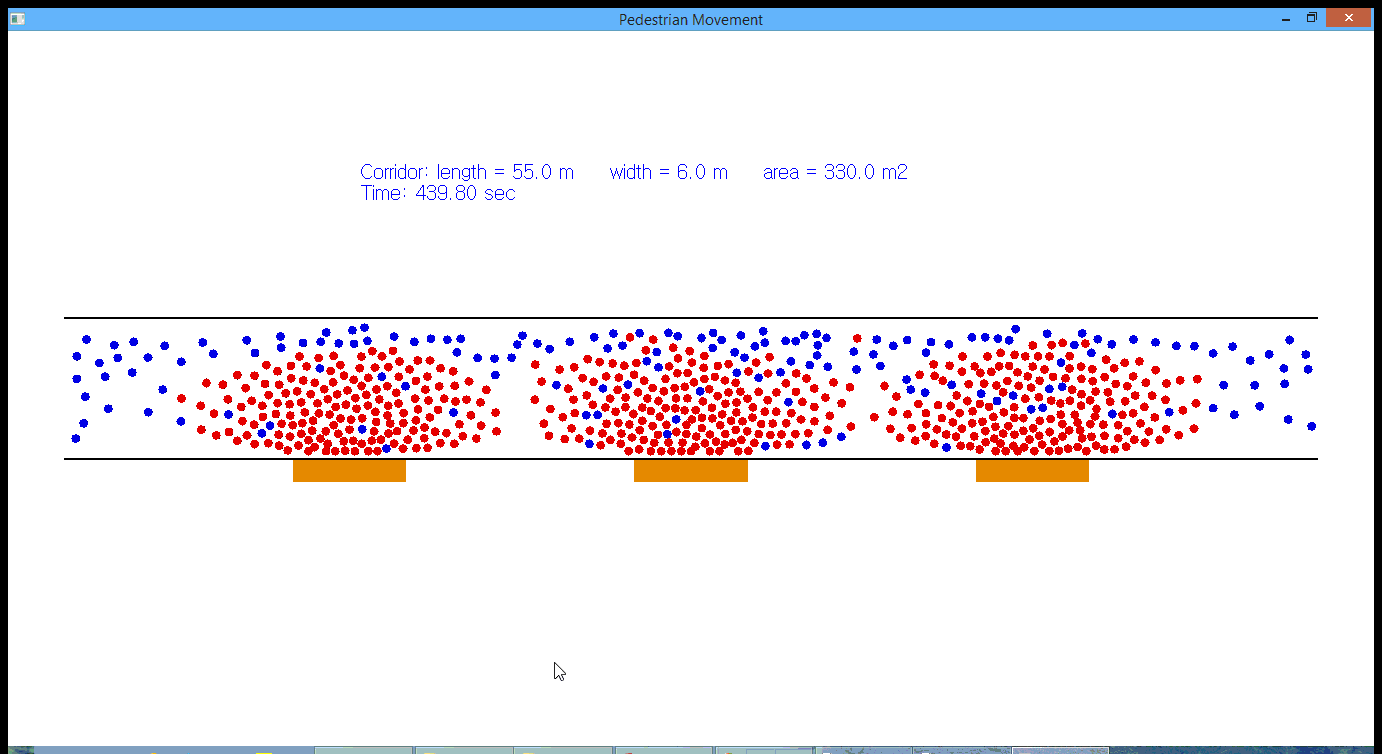 Pedestrian Movement
Corridor: length = 55.0 m width = 6.0 m area = 330.0 m2
Time: 439.80 sec